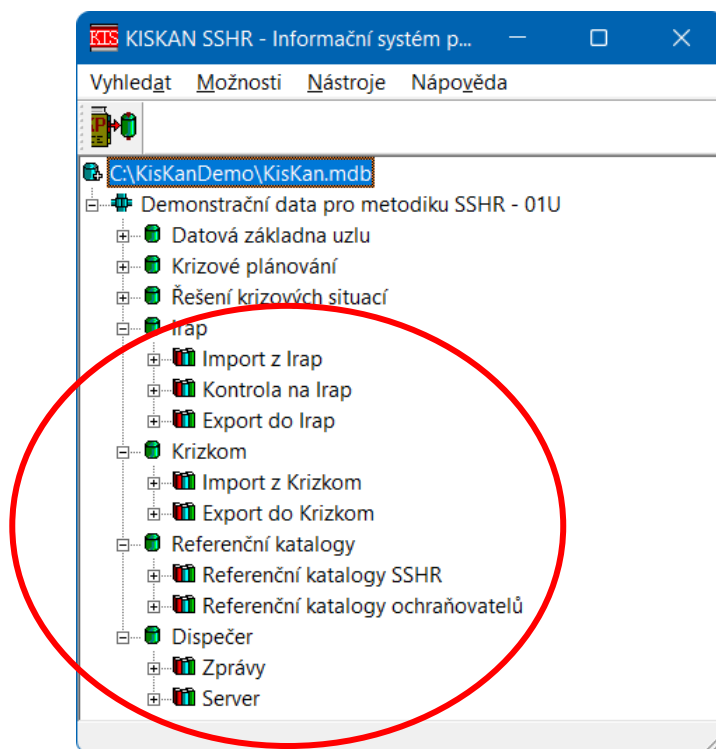 KIS KISKAN SSHR - Informační systém p...
Vyhledat Možnosti Nástroje Nápověda
C:\KisKanDemo\KisKan.mdb
Demonstrační data pro metodiku SSHR - 01U
Datová základna uzlu
Krizové plánování
Řešení krizových situací
Irap
Import z Irap
Kontrola na Irap
Export do Irap
Krizkom
Import z Krizkom
Export do Krizkom
Referenční katalogy
Referenční katalogy SSHR
Referenční katalogy ochraňovatelů
Dispečer
Zprávy
Server